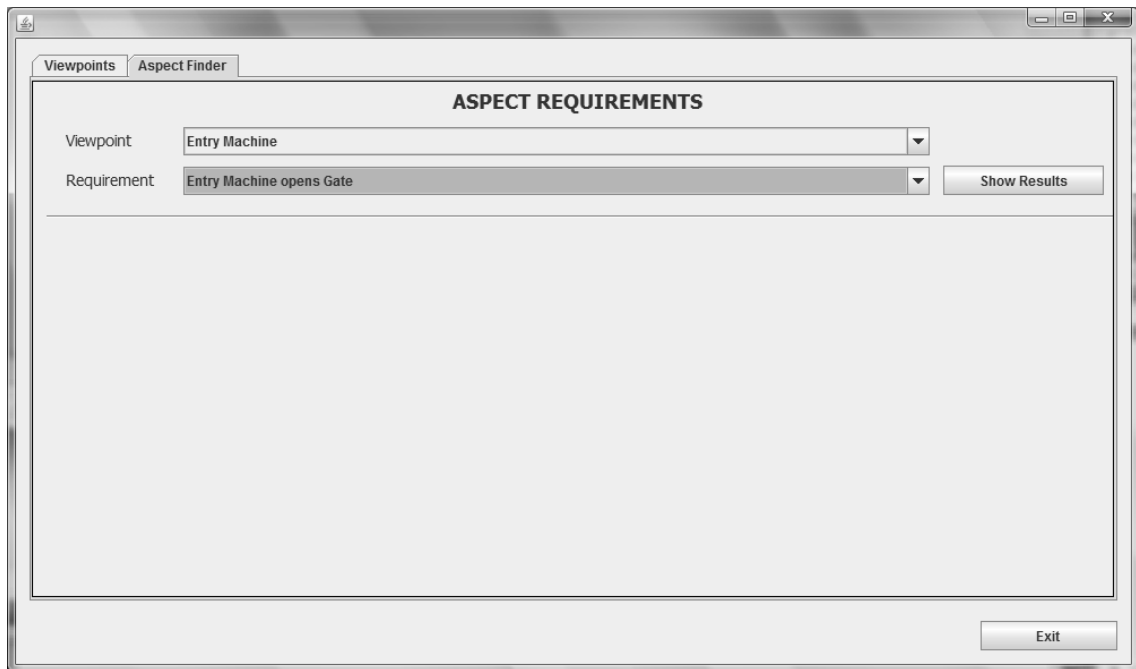 Viewpoints Aspect Finder
ASPECT REQUIREMENTS
Viewpoint Entry Machine
Requirement Entry Machine opens Gate Show Results
Exit